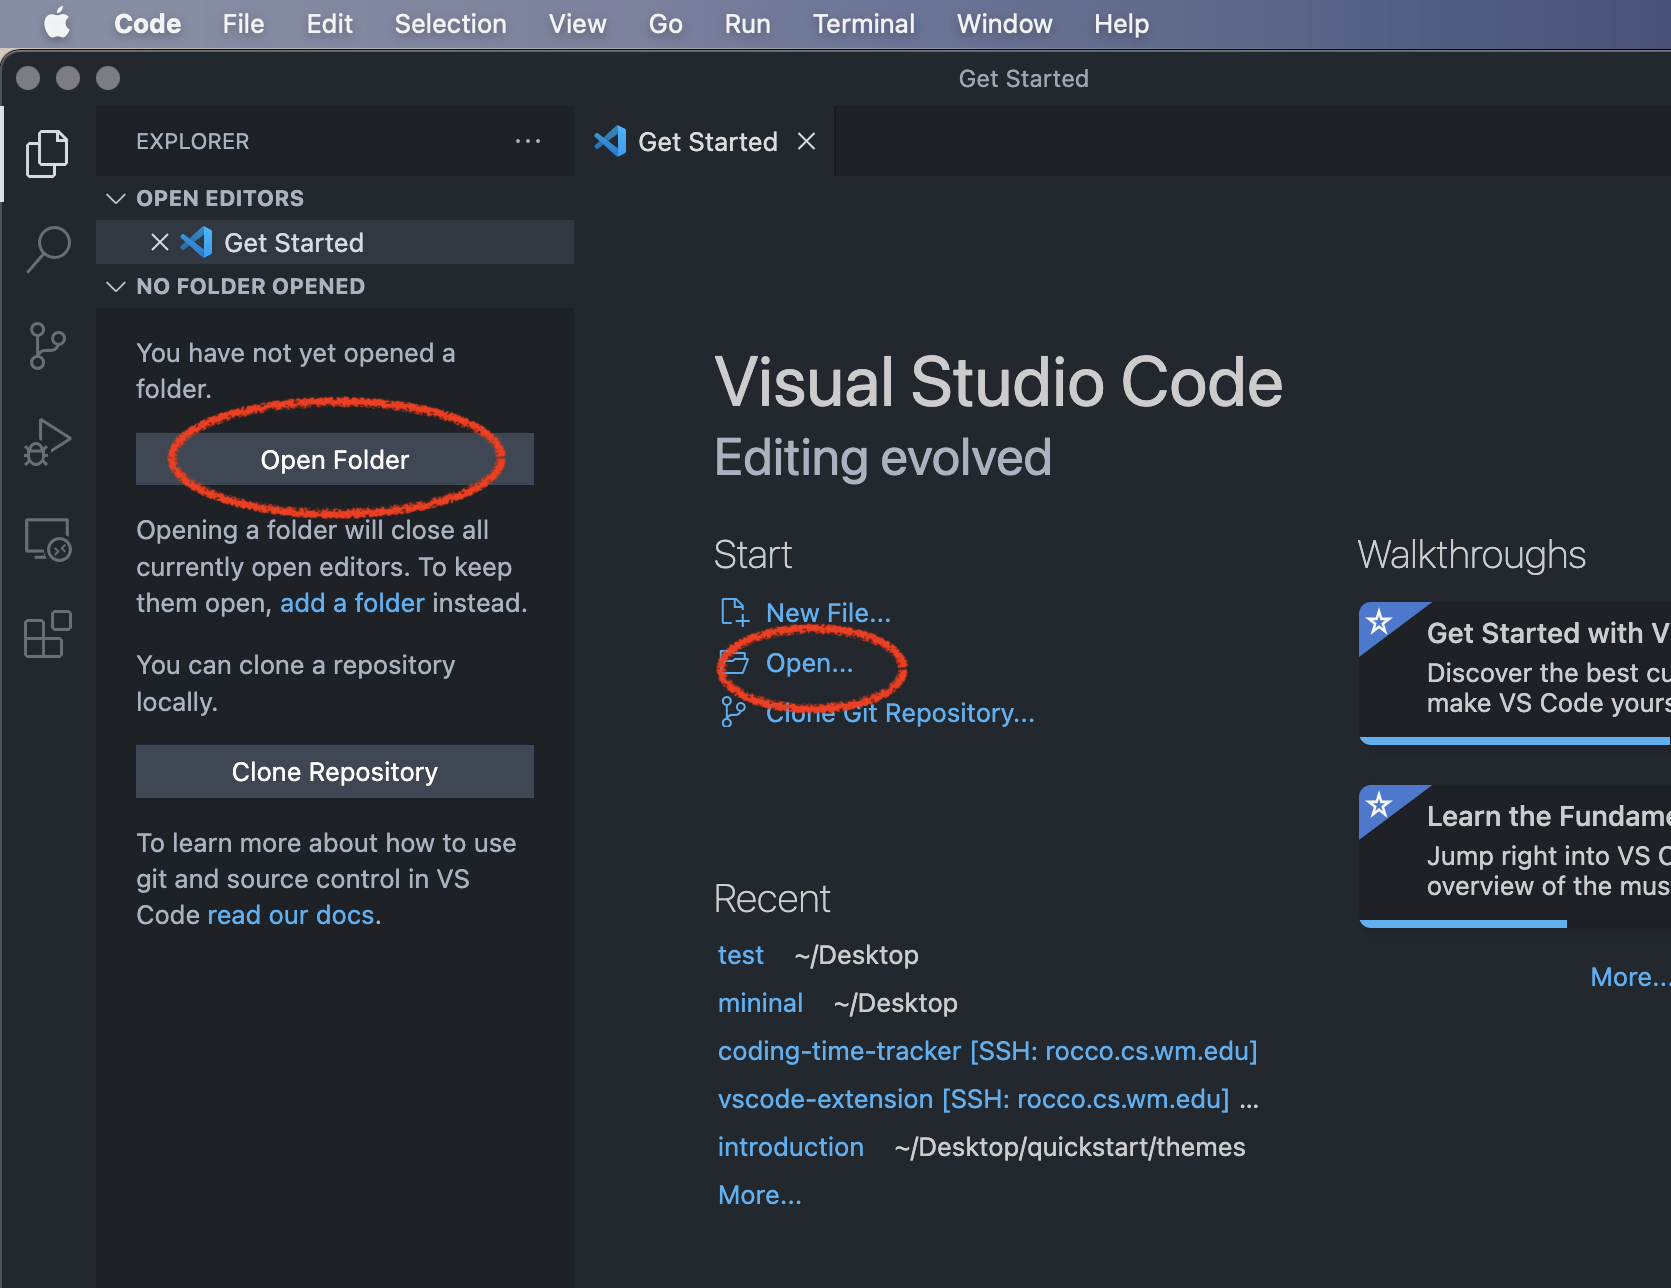 Code File Edit Selection View Go Run Terminal Window Help
Get Started
EXPLORER
Get Started
OPEN EDITORS
Get Started
NO FOLDER OPENED
You have not yet opened a
folder.
Open Folder
Opening a folder will close all
currently open editors. To keep
them open, add a folder instead.
You can clone a repository
locally.
Clone Repository
To learn more about how to use
git and source control in VS
Code read our docs.
Visual Studio Code
Editing evolved
Start
New File...
Open...
Clone Git Repository...
Recent
test ~/Desktop
mininal ~/Desktop
coding-time-tracker [SSH: rocco.cs.wm.edu]
vscode-extension [SSH: rocco.cs.wm.edu] ...
introduction ~/Desktop/quickstart/themes
More...
Walkthroughs
Get Started with V
Discover the best cu
make VS Code yours
Learn the Fundame
Jump right into VS C
overview of the mus
More...